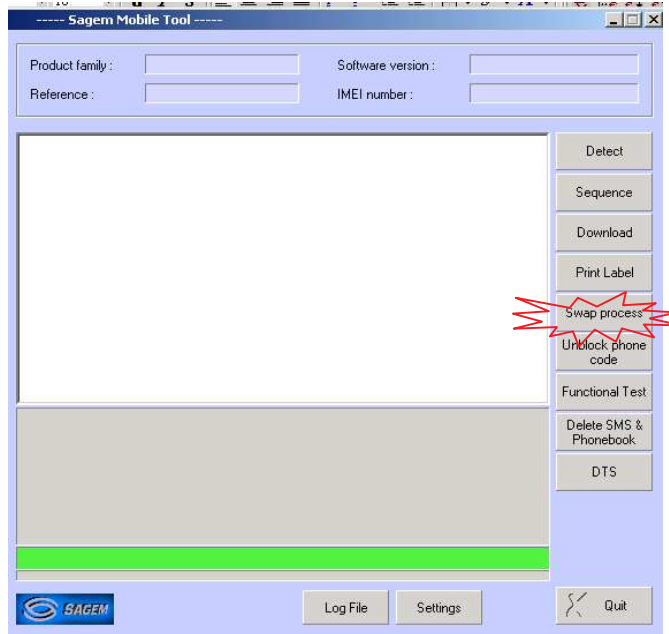 ----- Sagem Mobile Tool -----
Product family :
Software version :
Reference :
IMEI number :
Detect
Sequence
Download
Print Label
Swap process
Unblock phone
code
Functional Test
Delete SMS &
Phonebook
DTS
SAGEM
Log File
Settings
Quit